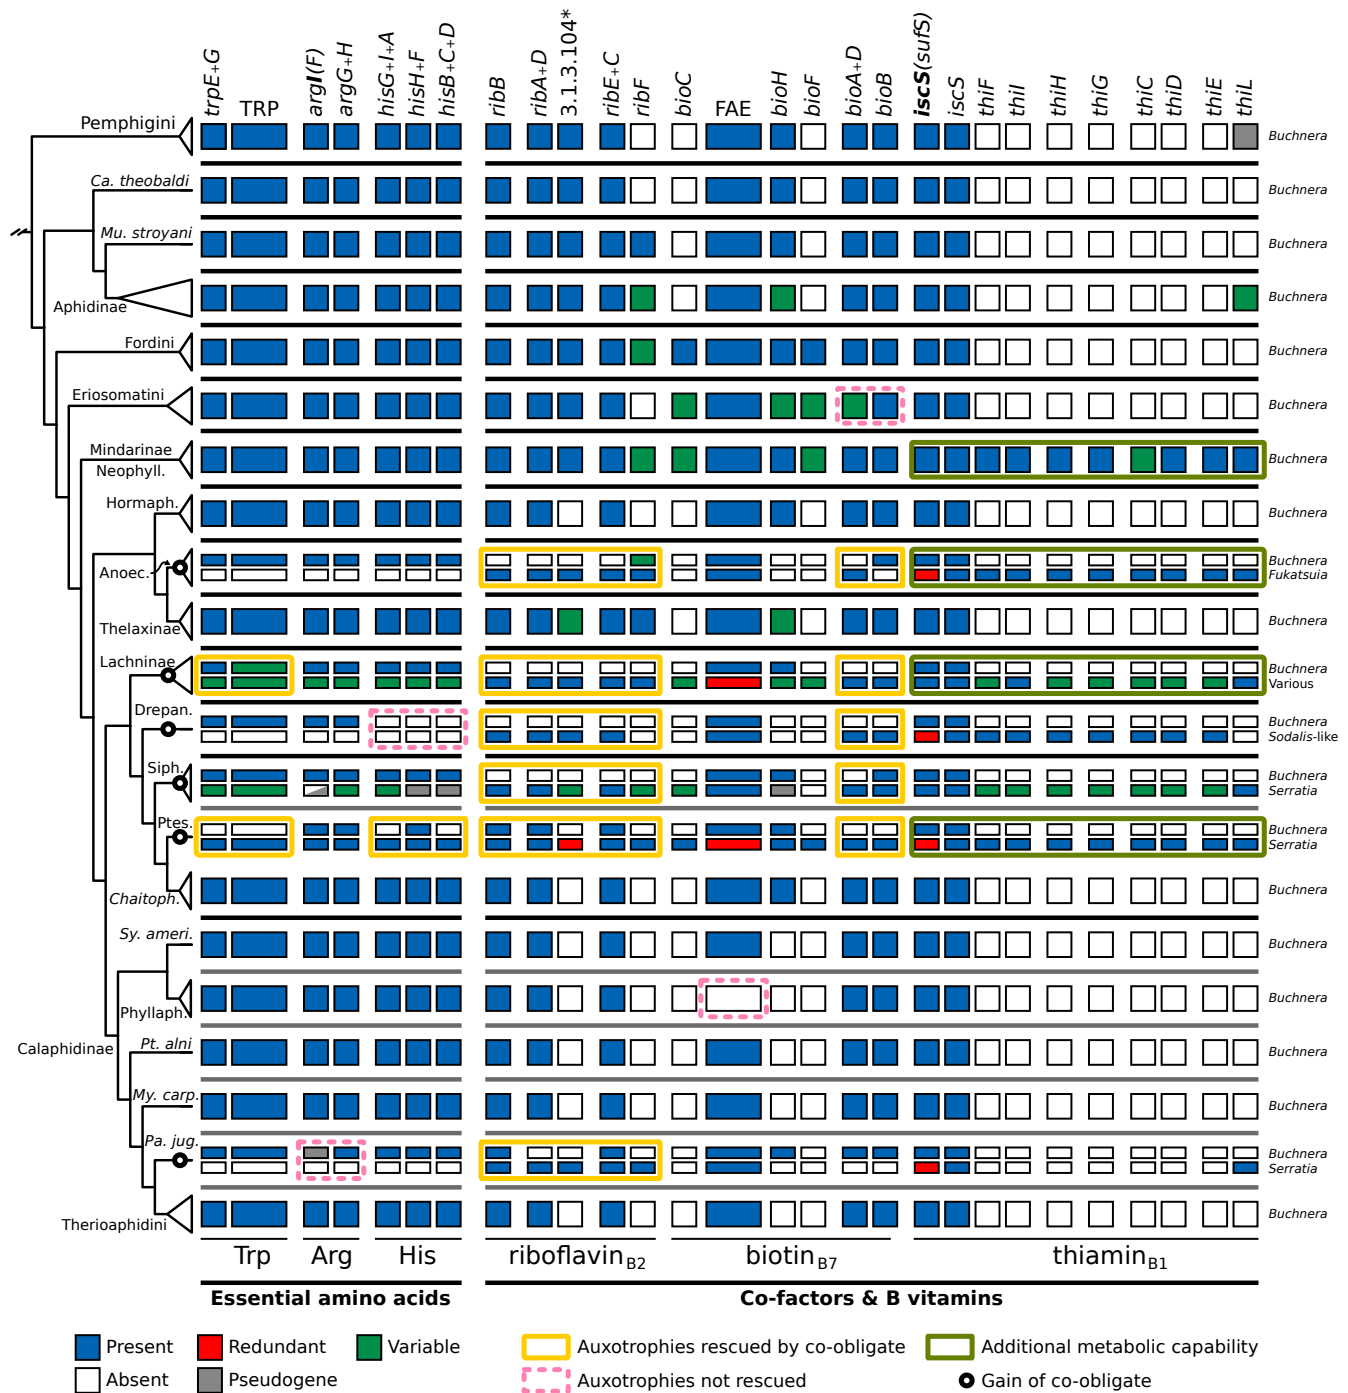 trpE+G TRP argI(F) argG+H hisG+I+A hisH+F hisB+C+D ribB ribA+D 3.1.3.104* ribE+C ribF bioC FAE bioH bioF bioA+D bioB iscS(sufS) iscS thiF thiI thiH thiG thiC thiD thiE thiL
Pemphigini Buchnera
Ca. theobaldi Buchnera
Mu. stroyani Buchnera
Aphidinae Buchnera
Fordini Buchnera
Eriosomatini Buchnera
Mindarinae
Neophyll. Buchnera
Hormaph. Buchnera
Anoec. Buchnera
Fukatsuia
Thelaxinae Buchnera
Lachninae Buchnera
Various
Drepan. Buchnera
Sodalis-like
Siph. Buchnera
Serratia
Ptes. Buchnera
Serratia
Chaitoph. Buchnera
Sy. ameri. Buchnera
Phyllaph. Buchnera
Calaphidinae
Pt. alni Buchnera
My. carp. Buchnera
Pa. jug. Buchnera
Serratia
Therioaphidini Buchnera
Trp Arg His riboflavinB2 biotinB7 thiaminB1
Essential amino acids Co-factors & B vitamins
Present Redundant Variable Auxotrophies rescued by co-obligate Additional metabolic capability
Absent Pseudogene Auxotrophies not rescued Gain of co-obligate